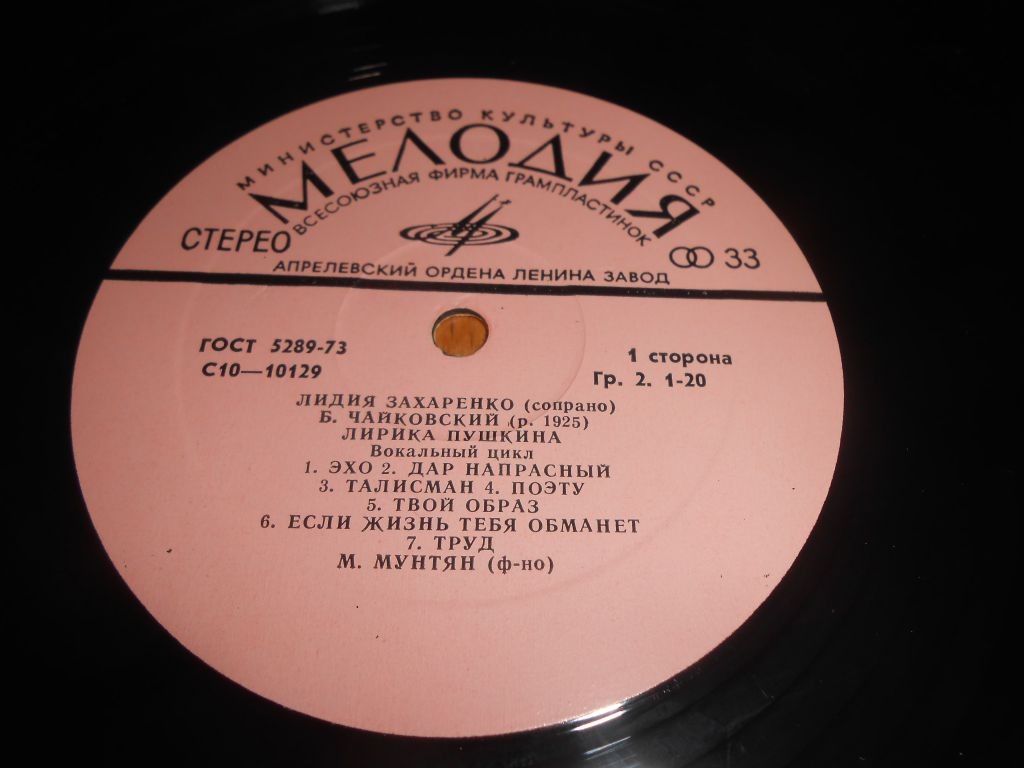 МИНИСТЕРСТВО КУЛЬТУРЫ СССР
МЕЛОДИЯ
ВСЕСОЮЗНАЯ ФИРМА ГРАМПЛАСТИНОК
СТЕРЕО
33
АПРЕЛЕВСКИЙ ОРДЕНА ЛЕНИНА ЗАВОД
ГОСТ 5289-73
С10—10129
1 сторона
Гр. 2. 1-20
ЛИДИЯ ЗАХАРЕНКО (сопрано)
Б. ЧАЙКОВСКИЙ (р. 1925)
ЛИРИКА ПУШКИНА
Вокальный цикл
1. ЭХО 2. ДАР НАПРАСНЫЙ
3. ТАЛИСМАН 4. ПОЭТУ
5. ТВОЙ ОБРАЗ
6. ЕСЛИ ЖИЗНЬ ТЕБЯ ОБМАНЕТ
7. ТРУД
М. МУНТЯН (ф-но)